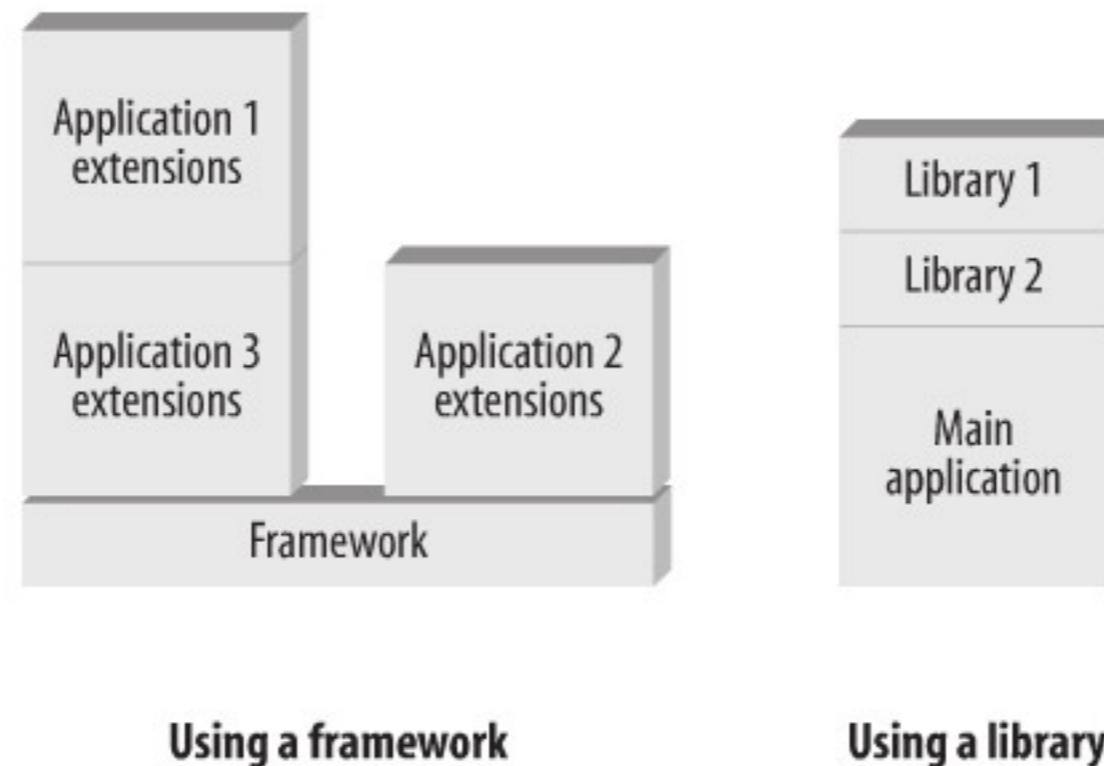 Application 1
extensions
Application 3
extensions
Application 2
extensions
Framework
Using a framework
Library 1
Library 2
Main
application
Using a library